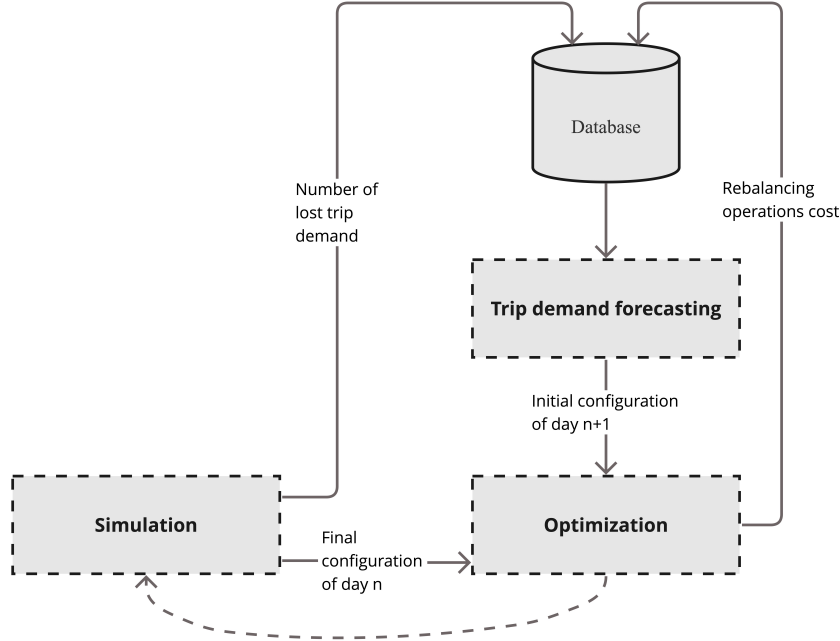 Database
Number of
lost trip
demand
Rebalancing
operations cost
Trip demand forecasting
Initial configuration
of day n+1
Simulation
Optimization
Final
configuration
of day n